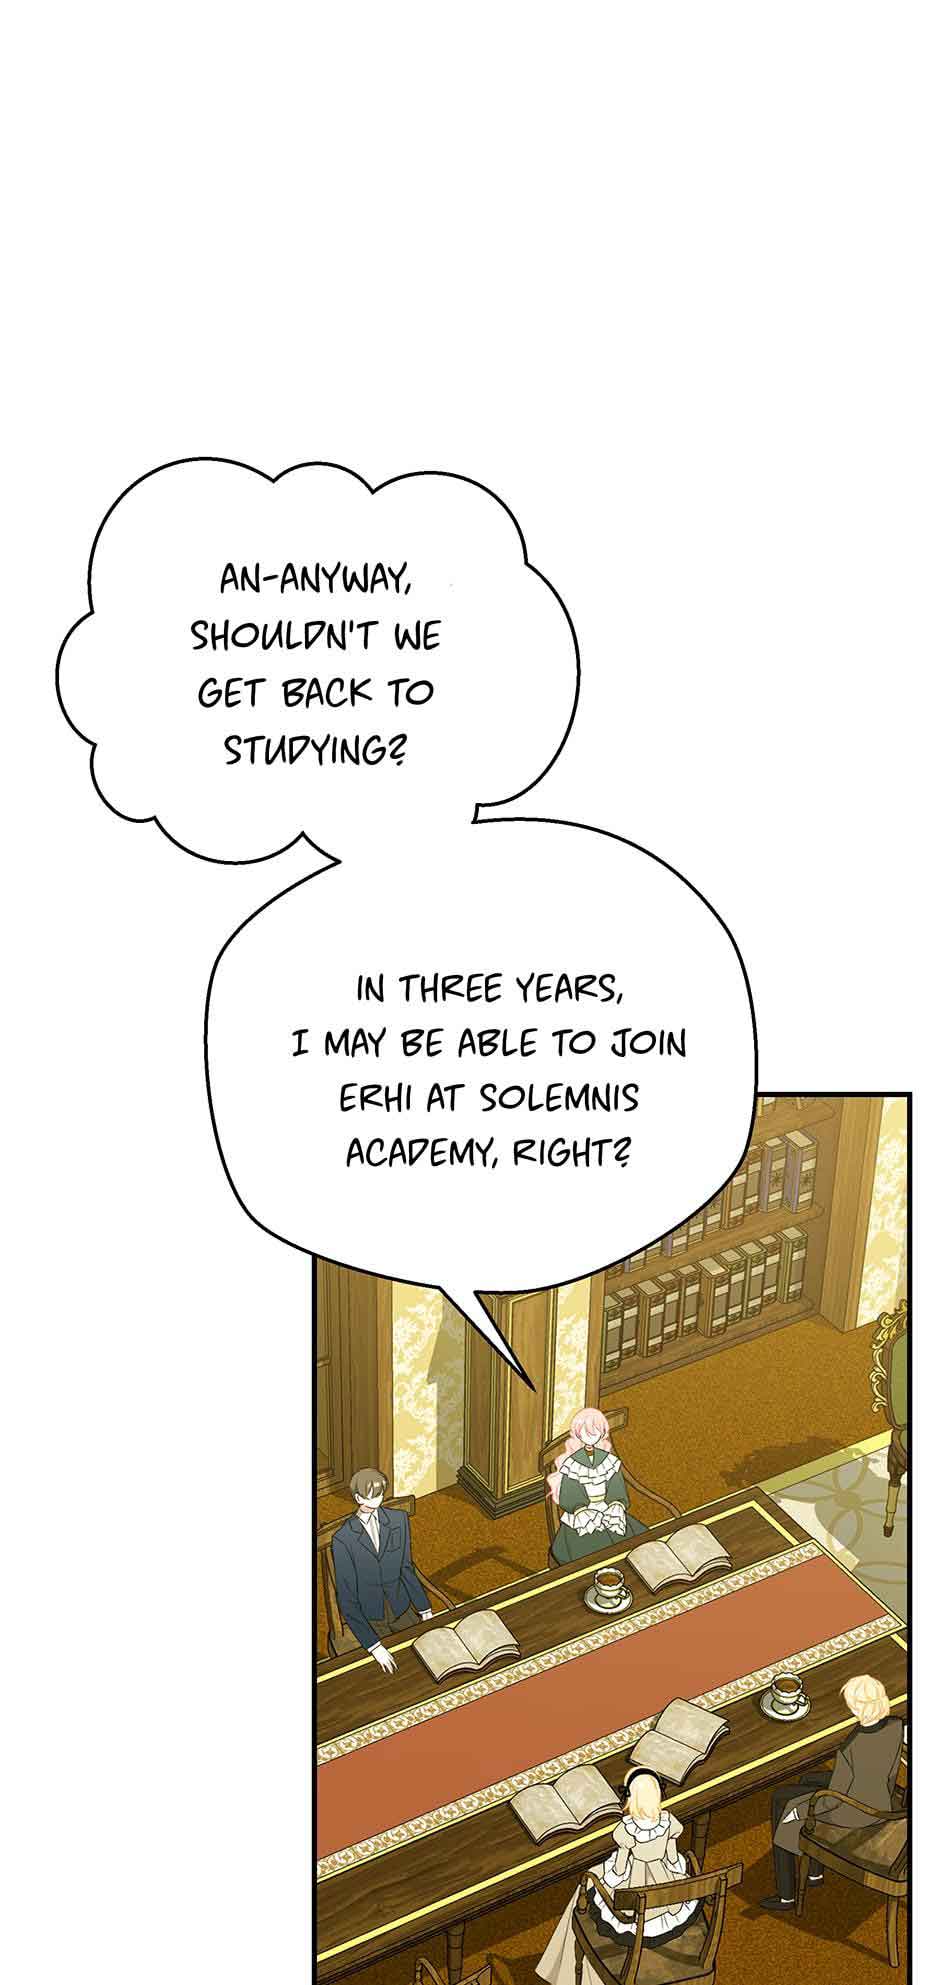 AN-ANYWAY,
SHOULDN'T WE
GET BACK TO
STUDYING?
IN THREE YEARS,
I MAY BE ABLE TO JOIN
ERHI AT SOLEMNIS
ACADEMY, RIGHT?